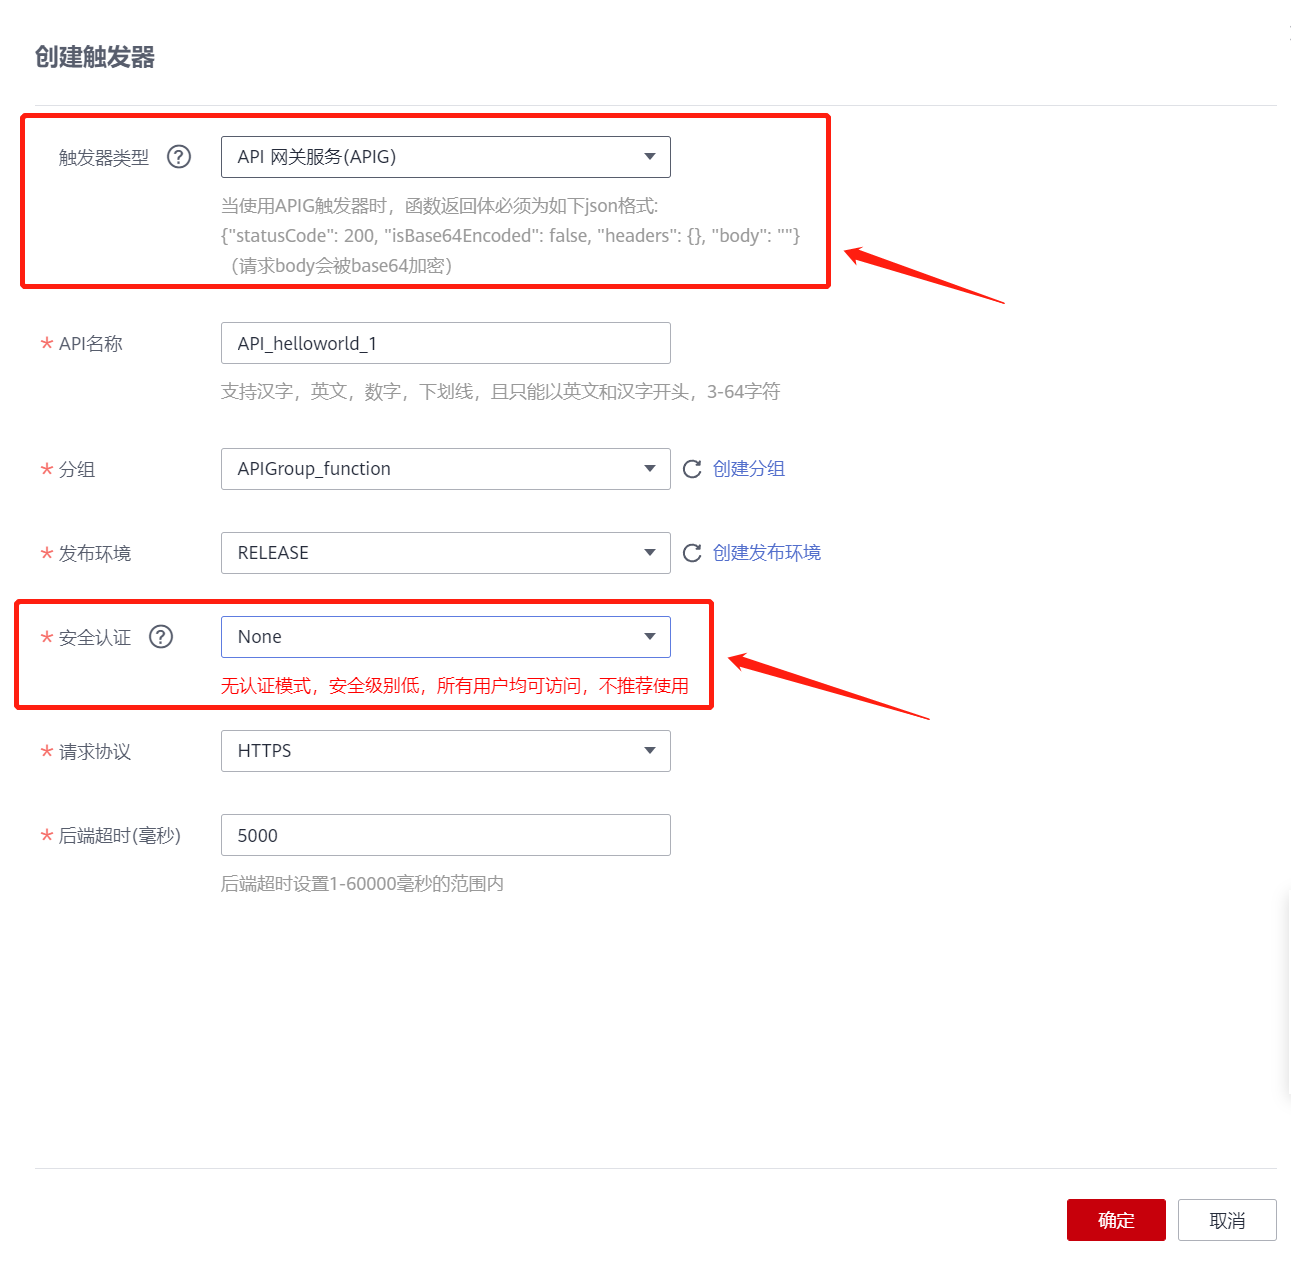 创建触发器
触发器类型
API 网关服务(APIG)
当使用APIG触发器时，函数返回体必须为如下json格式:
{"statusCode": 200, "isBase64Encoded": false, "headers": {}, "body": ""}
（请求body会被base64加密）
* API名称
API_helloworld_1
支持汉字，英文，数字，下划线，且只能以英文和汉字开头，3-64字符
* 分组
APIGroup_function
创建分组
* 发布环境
RELEASE
创建发布环境
* 安全认证
None
无认证模式，安全级别低，所有用户均可访问，不推荐使用
* 请求协议
HTTPS
* 后端超时(毫秒)
5000
后端超时设置1-60000毫秒的范围内
确定
取消